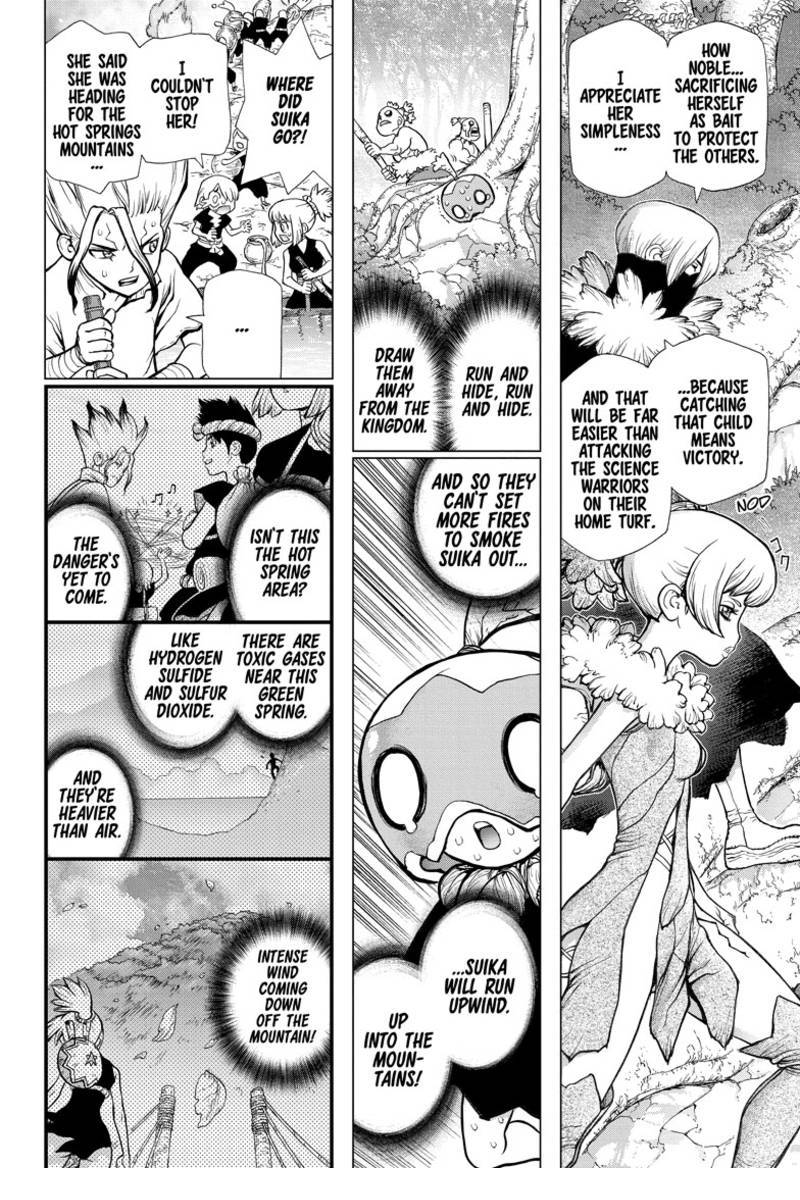 HOW
NOBLE...
SACRIFICING
HERSELF
AS BAIT
TO PROTECT
THE OTHERS.
I
APPRECIATE
HER
SIMPLENESS
...
...BECAUSE
CATCHING
THAT CHILD
MEANS
VICTORY.
AND THAT
WILL BE FAR
EASIER THAN
ATTACKING
THE SCIENCE
WARRIORS
ON THEIR
HOME TURF.
NOD
コク
RUN AND
HIDE, RUN
AND HIDE.
DRAW
THEM
AWAY
FROM THE
KINGDOM.
AND SO THEY
CAN'T SET
MORE FIRES
TO SMOKE
SUIKA OUT...
...SUIKA
WILL RUN
UPWIND.
UP
INTO THE
MOUN-
TAINS!
WHERE
DID
SUIKA
GO?!
I
COULDN'T
STOP
HER!
SHE SAID
SHE WAS
HEADING
FOR THE
HOT SPRINGS
MOUNTAINS
...
...
ISN'T THIS
THE HOT
SPRING
AREA?
THE
DANGER'S
YET TO
COME.
THERE ARE
TOXIC GASES
NEAR THIS
GREEN
SPRING.
LIKE
HYDROGEN
SULFIDE
AND SULFUR
DIOXIDE.
AND
THEY'RE
HEAVIER
THAN AIR.
INTENSE
WIND
COMING
DOWN
OFF THE
MOUNTAIN!